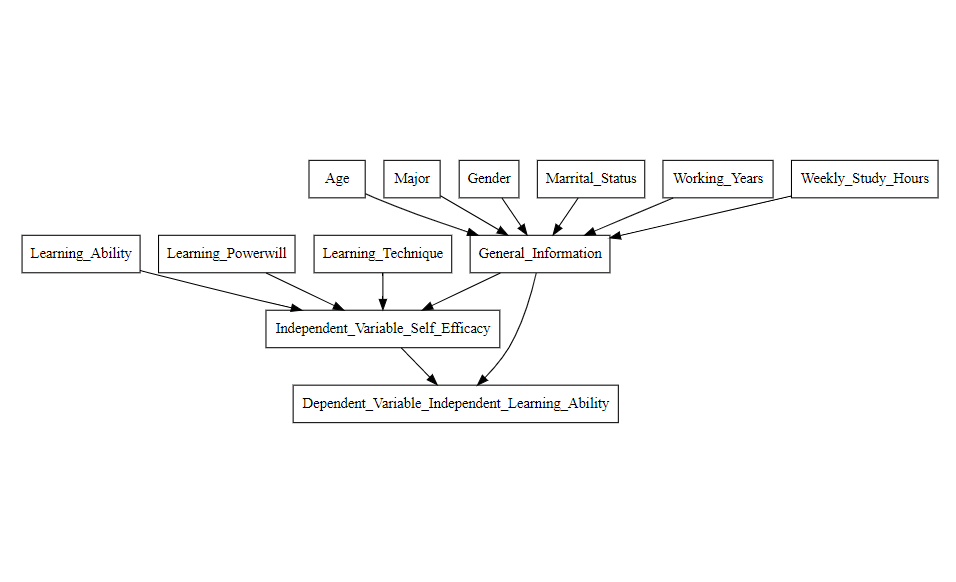 Age
Major
Gender
Marrital_Status
Working_Years
Weekly_Study_Hours
Learning_Ability
Learning_Powerwill
Learning_Technique
General_Information
Independent_Variable_Self_Efficacy
Dependent_Variable_Independent_Learning_Ability